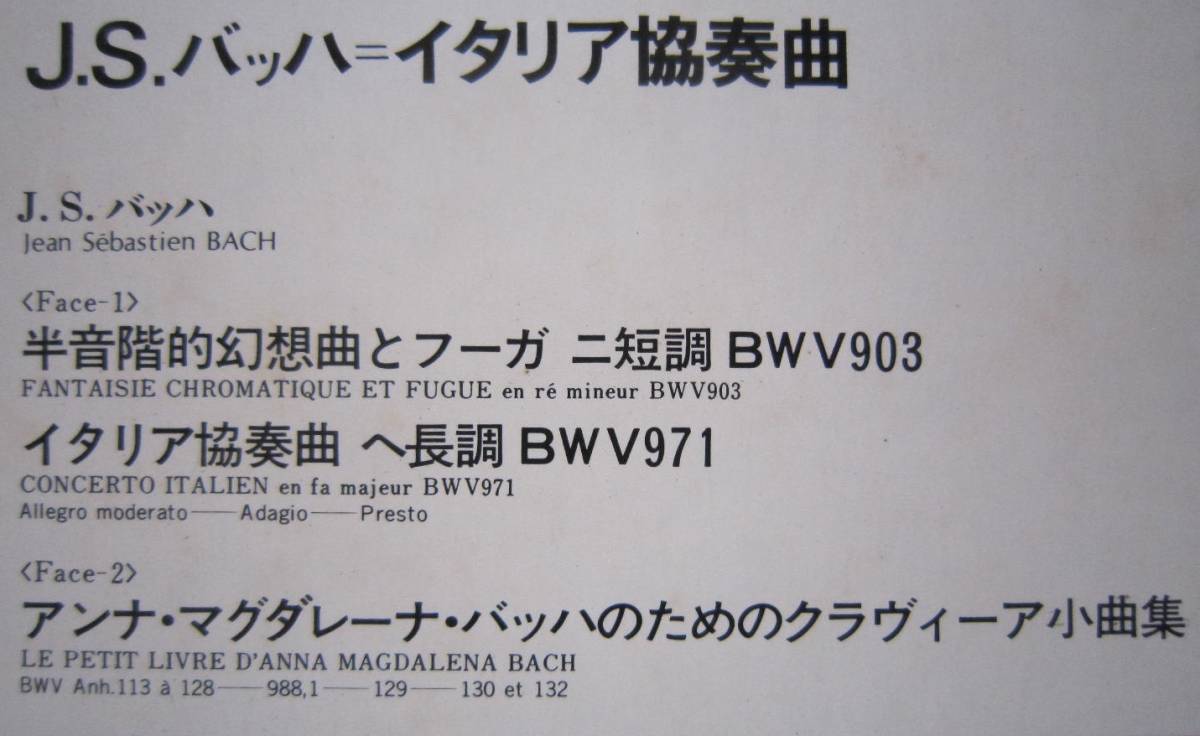 J.S.バッハ=イタリア協奏曲
J.S.バッハ
Jean Sébastien BACH
〈Face-1〉
半音階的幻想曲とフーガ ニ短調 BWV903
FANTAISIE CHROMATIQUE ET FUGUE en ré mineur BWV903
イタリア協奏曲 ヘ長調 BWV971
CONCERTO ITALIEN en fa majeur BWV971
Allegro moderato——Adagio——Presto
〈Face-2〉
アンナ・マグダレーナ・バッハのためのクラヴィーア小曲集
LE PETIT LIVRE D'ANNA MAGDALENA BACH
BWV Anh.113 à 128——988,1——129——130 et 132